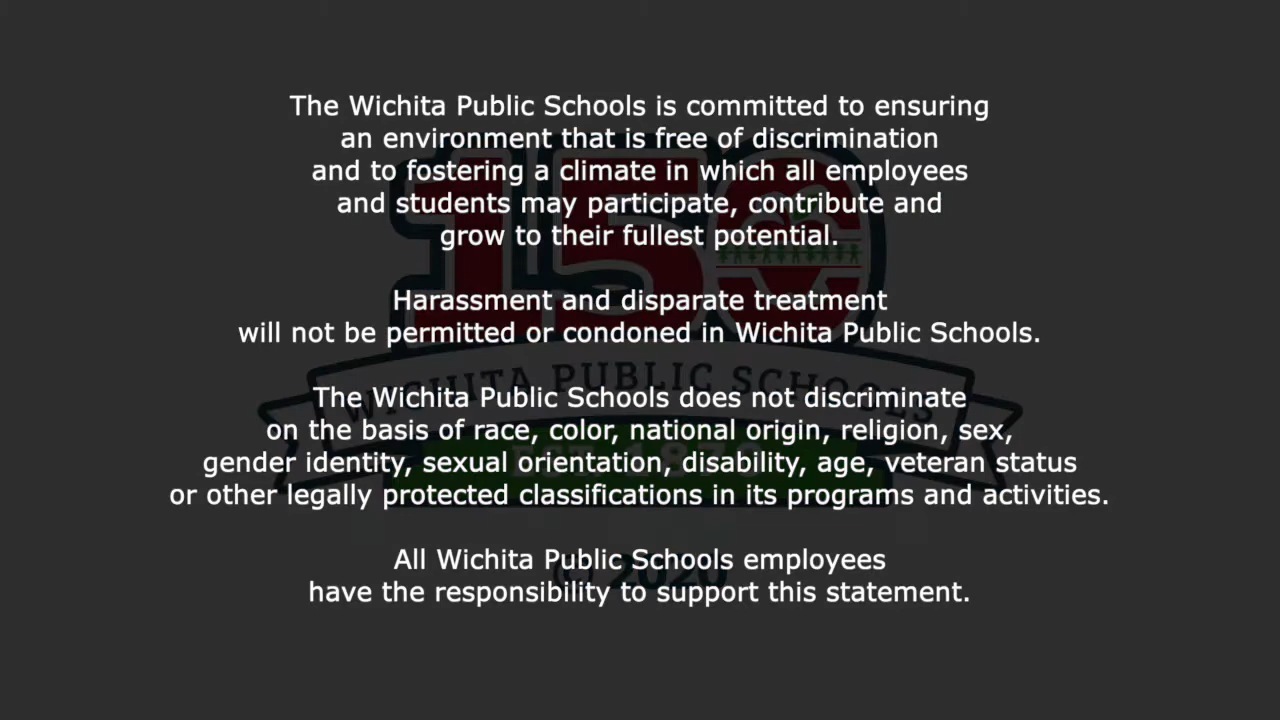 The Wichita Public Schools is committed to ensuring
an environment that is free of discrimination
and to fostering a climate in which all employees
and students may participate, contribute and
grow to their fullest potential.
Harassment and disparate treatment
will not be permitted or condoned in Wichita Public Schools.
The Wichita Public Schools does not discriminate
on the basis of race, color, national origin, religion, sex,
gender identity, sexual orientation, disability, age, veteran status
or other legally protected classifications in its programs and activities.
All Wichita Public Schools employees
have the responsibility to support this statement.
150
WICHITA PUBLIC SCHOOLS
© 2020